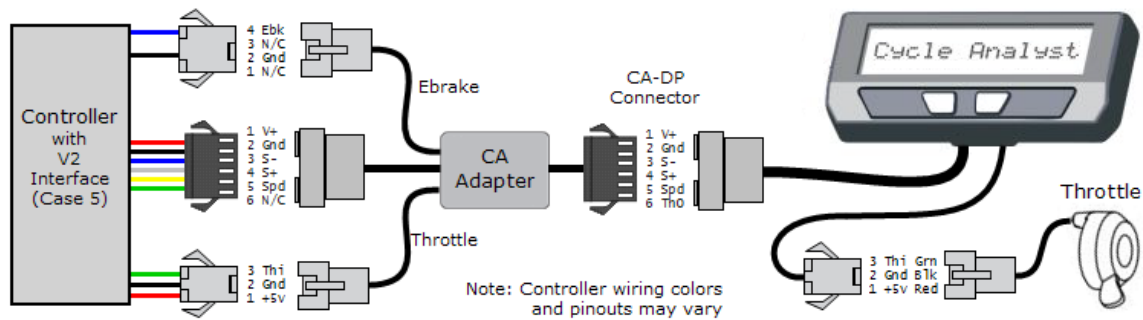 Controller
with
V2
Interface
(Case 5)
4 Ebk
3 N/C
2 Gnd
1 N/C
Ebrake
1 V+
2 Gnd
3 S-
4 S+
5 Spd
6 N/C
CA
Adapter
Throttle
3 Thi
2 Gnd
1 +5v
CA-DP
Connector
1 V+
2 Gnd
3 S-
4 S+
5 Spd
6 ThO
Cycle Analyst
Throttle
3 Thi Grn
2 Gnd Blk
1 +5v Red
Note: Controller wiring colors
and pinouts may vary